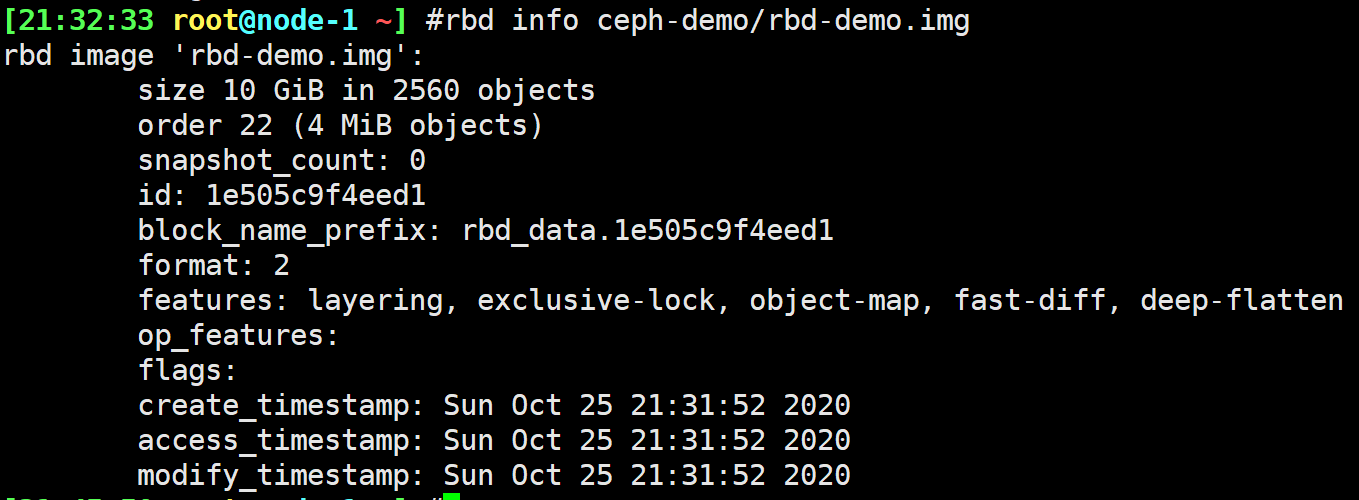 [21:32:33 root@node-1 ~] #rbd info ceph-demo/rbd-demo.img
rbd image 'rbd-demo.img':
size 10 GiB in 2560 objects
order 22 (4 MiB objects)
snapshot_count: 0
id: 1e505c9f4eed1
block_name_prefix: rbd_data.1e505c9f4eed1
format: 2
features: layering, exclusive-lock, object-map, fast-diff, deep-flatten
op_features:
flags:
create_timestamp: Sun Oct 25 21:31:52 2020
access_timestamp: Sun Oct 25 21:31:52 2020
modify_timestamp: Sun Oct 25 21:31:52 2020